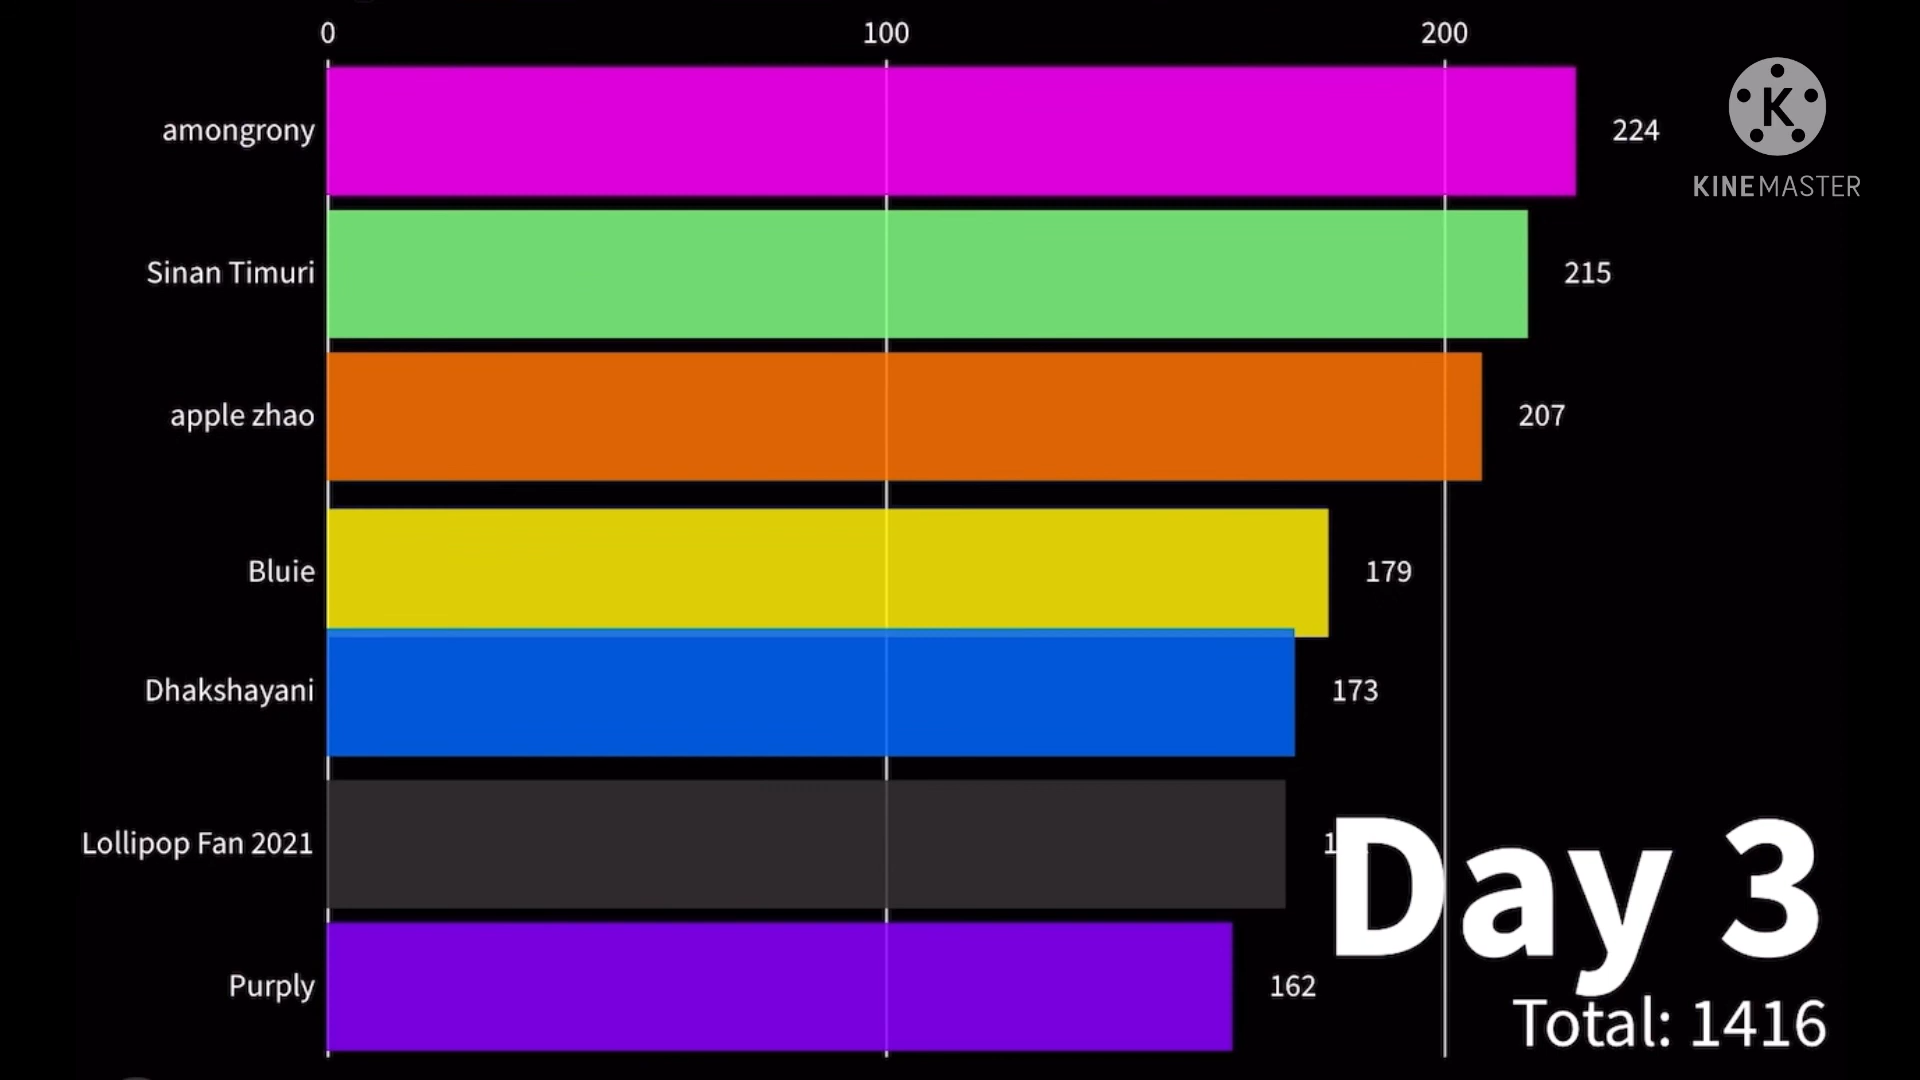 0 100 200
amongrony 224
KINEMASTER
Sinan Timuri 215
apple zhao 207
Bluie 179
Dhakshayani 173
Lollipop Fan 2021
Day 3
Purply 162
Total: 1416